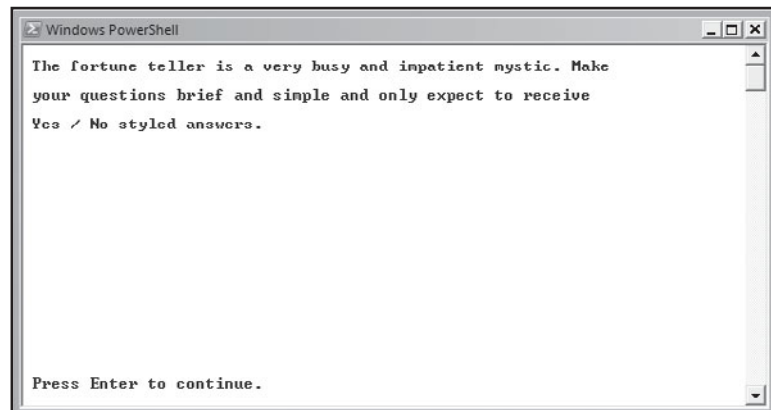 Windows PowerShell
The fortune teller is a very busy and impatient mystic. Make
your questions brief and simple and only expect to receive
Yes / No styled answers.
Press Enter to continue.